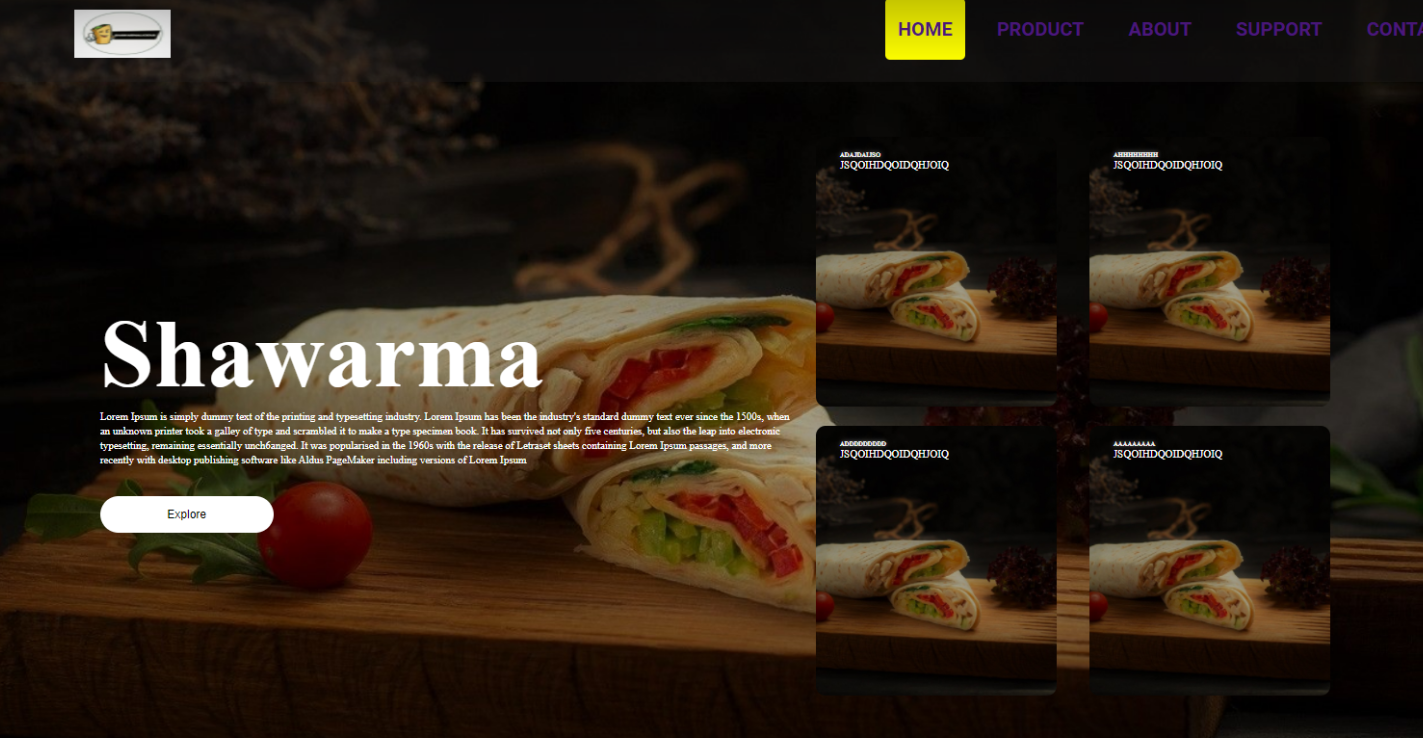 HOME PRODUCT ABOUT SUPPORT CONTA
ADAJDAIJSO
JSQOIHDQOIDQHJOIQ
AHHHHHHHH
JSQOIHDQOIDQHJOIQ
Shawarma
Lorem Ipsum is simply dummy text of the printing and typesetting industry. Lorem Ipsum has been the industry's standard dummy text ever since the 1500s, when
an unknown printer took a galley of type and scrambled it to make a type specimen book. It has survived not only five centuries, but also the leap into electronic
typesetting, remaining essentially unch6anged. It was popularised in the 1960s with the release of Letraset sheets containing Lorem Ipsum passages, and more
recently with desktop publishing software like Aldus PageMaker including versions of Lorem Ipsum
Explore
ADDDDDDDDD
JSQOIHDQOIDQHJOIQ
AAAAAAAAA
JSQOIHDQOIDQHJOIQ